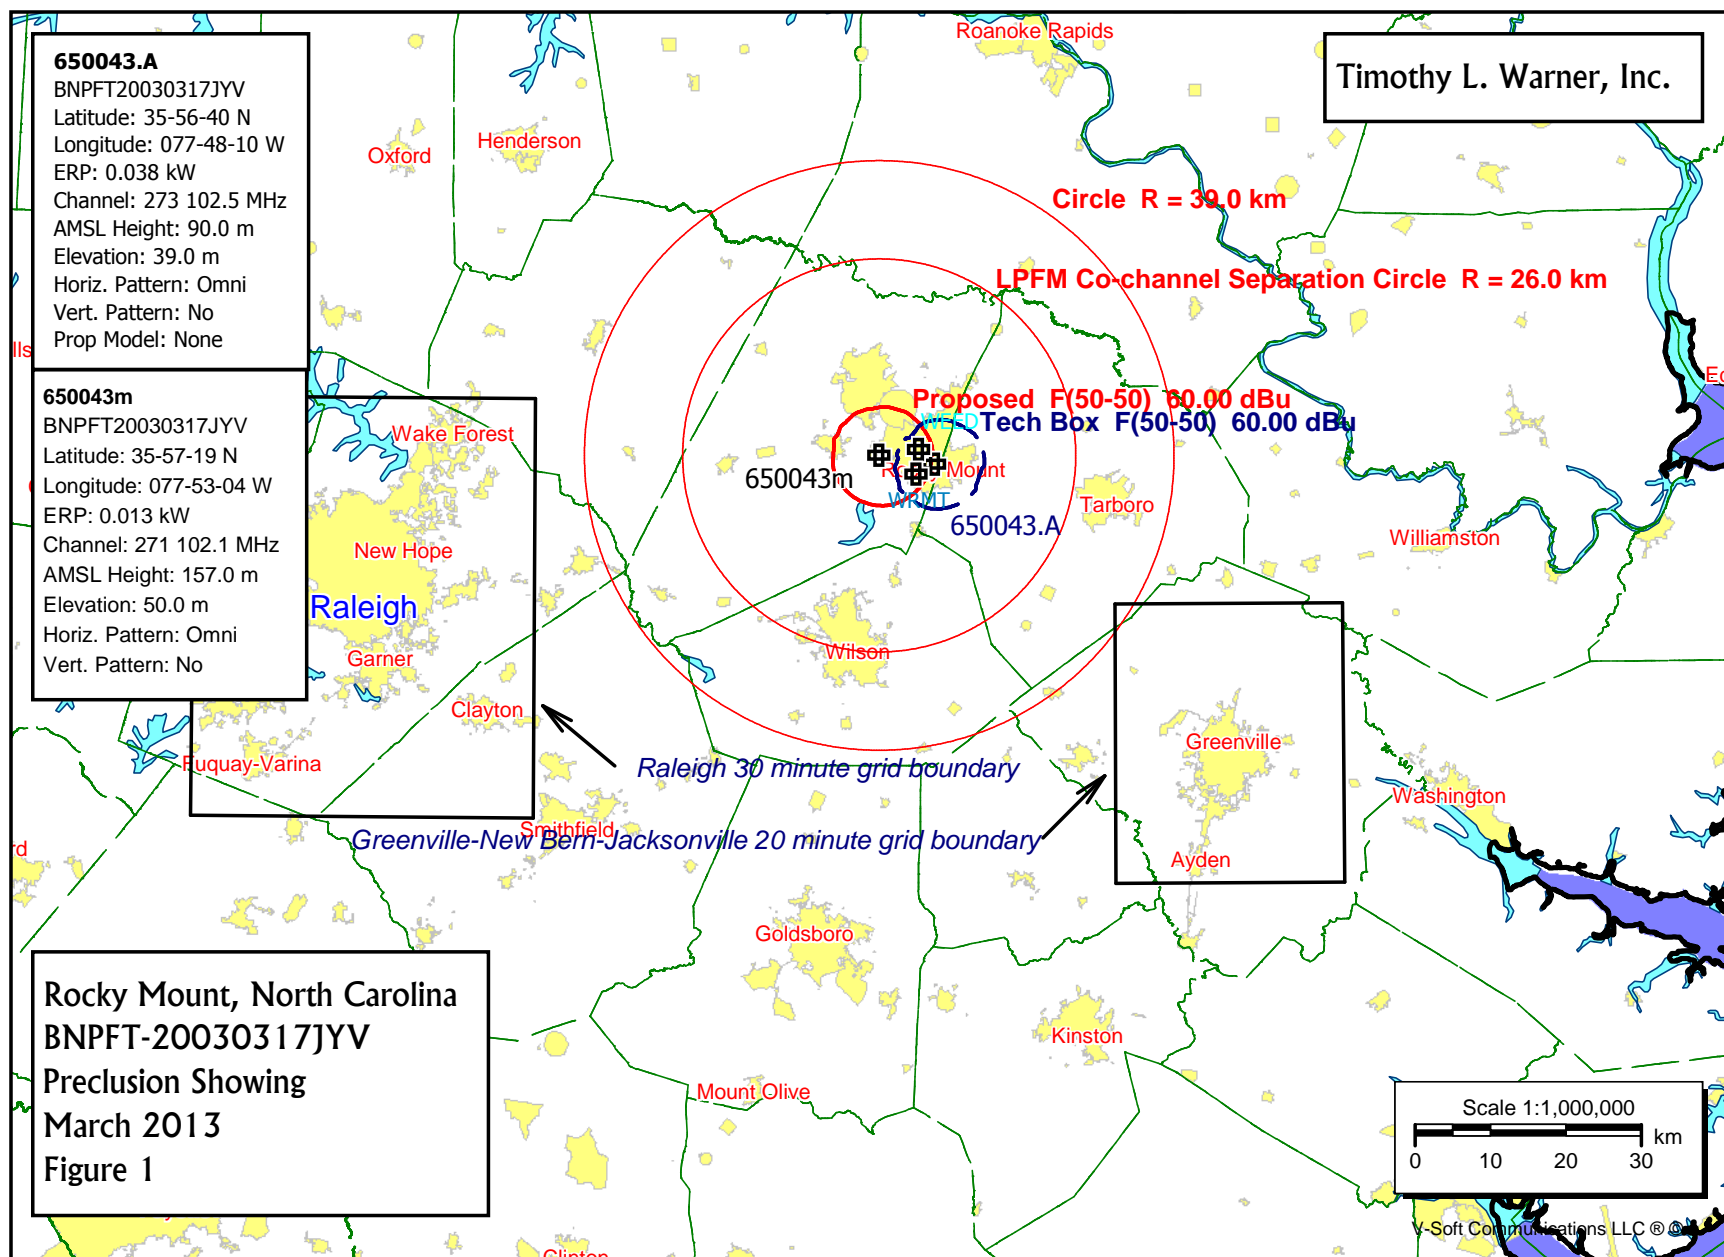 650043.A
BNPFT20030317JYV
Latitude: 35-56-40 N
Longitude: 077-48-10 W
ERP: 0.038 kW
Channel: 273 102.5 MHz
AMSL Height: 90.0 m
Elevation: 39.0 m
Horiz. Pattern: Omni
Vert. Pattern: No
Prop Model: None
650043m
BNPFT20030317JYV
Latitude: 35-57-19 N
Longitude: 077-53-04 W
ERP: 0.013 kW
Channel: 271 102.1 MHz
AMSL Height: 157.0 m
Elevation: 50.0 m
Horiz. Pattern: Omni
Vert. Pattern: No
Timothy L. Warner, Inc.
Roanoke Rapids
Oxford
Henderson
Circle R = 39.0 km
LPFM Co-channel Separation Circle R = 26.0 km
Proposed F(50-50) 60.00 dBu
WEED
Tech Box F(50-50) 60.00 dBu
650043m
Rocky Mount
WRMT
650043.A
Tarboro
Williamston
Wake Forest
New Hope
Raleigh
Garner
Clayton
Fuquay-Varina
Wilson
Greenville
Raleigh 30 minute grid boundary
Washington
Smithfield
Greenville-New Bern-Jacksonville 20 minute grid boundary
Ayden
Goldsboro
Kinston
Mount Olive
Clinton
Rocky Mount, North Carolina
BNPFT-20030317JYV
Preclusion Showing
March 2013
Figure 1
Scale 1:1,000,000
km
0 10 20 30
V-Soft Communications LLC ®